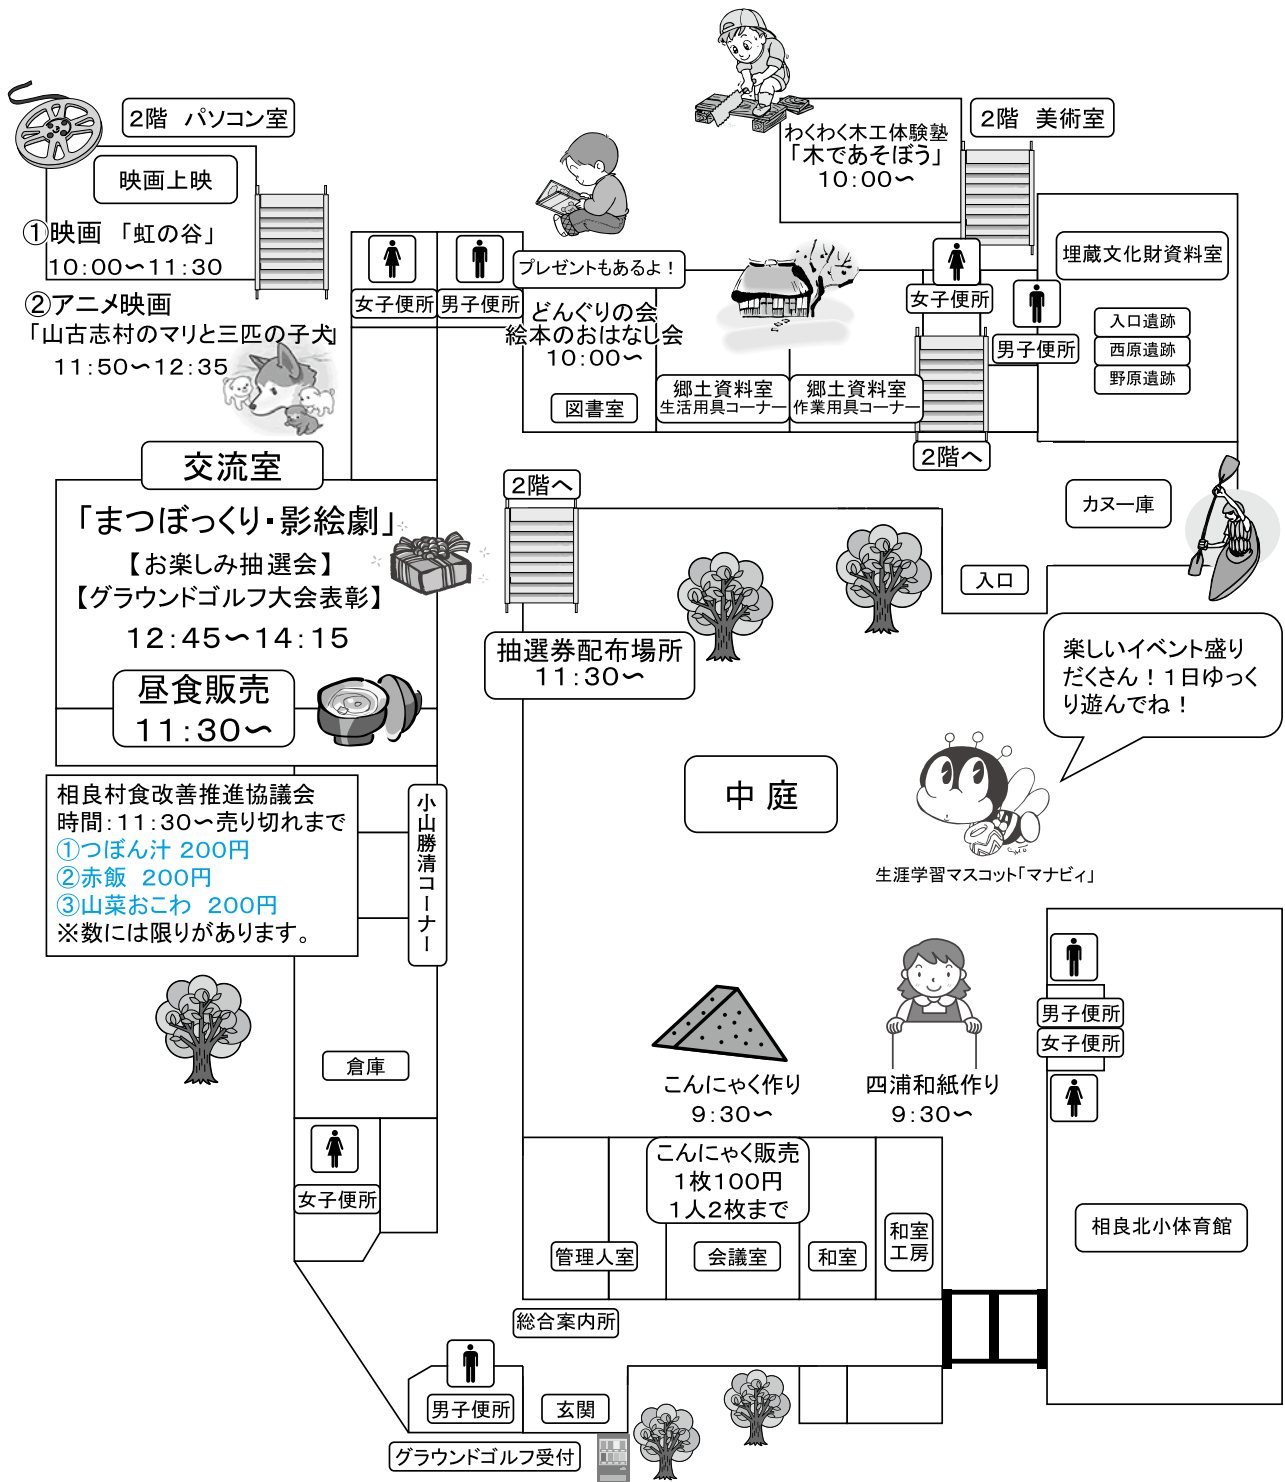 2階 パソコン室
映画上映
①映画 「虹の谷」
10:00〜11:30
②アニメ映画
「山古志村のマリと三匹の子犬」
11:50〜12:35
わくわく木工体験塾
「木であそぼう」
10:00〜
2階 美術室
女子便所
男子便所
プレゼントもあるよ！
どんぐりの会
絵本のおはなし会
10:00〜
図書室
郷土資料室
生活用具コーナー
郷土資料室
作業用具コーナー
女子便所
男子便所
2階へ
埋蔵文化財資料室
入口遺跡
西原遺跡
野原遺跡
カヌー庫
入口
交流室
「まつぼっくり・影絵劇」
【お楽しみ抽選会】
【グラウンドゴルフ大会表彰】
12:45〜14:15
昼食販売
11:30〜
2階へ
抽選券配布場所
11:30〜
楽しいイベント盛り
だくさん！1日ゆっく
り遊んでね！
中庭
生涯学習マスコット「マナビィ」
相良村食改善推進協議会
時間:11:30〜売り切れまで
①つぼん汁 200円
②赤飯 200円
③山菜おこわ 200円
※数には限りがあります。
小山勝清コーナー
倉庫
女子便所
こんにゃく作り
9:30〜
四浦和紙作り
9:30〜
こんにゃく販売
1枚100円
1人2枚まで
管理人室
会議室
和室
和室
工房
男子便所
女子便所
相良北小体育館
総合案内所
男子便所
玄関
グラウンドゴルフ受付